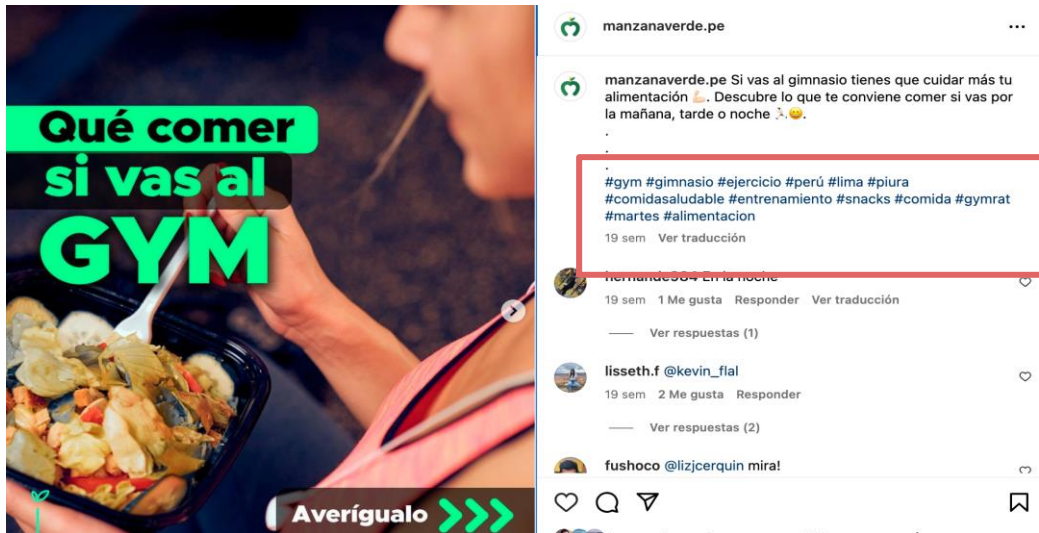 Qué comer
si vas al
GYM
Averígualo
manzanaverde.pe
manzanaverde.pe Si vas al gimnasio tienes que cuidar más tu
alimentación 💪🏻. Descubre lo que te conviene comer si vas por
la mañana, tarde o noche 🏃🏻😀.
.
.
.
#gym #gimnasio #ejercicio #perú #lima #piura
#comidasaludable #entrenamiento #snacks #comida #gymrat
#martes #alimentacion
19 sem Ver traducción
En la noche
19 sem 1 Me gusta Responder Ver traducción
Ver respuestas (1)
lisseth.f @kevin_flal
19 sem 2 Me gusta Responder
Ver respuestas (2)
fushoco @lizjcerquin mira!